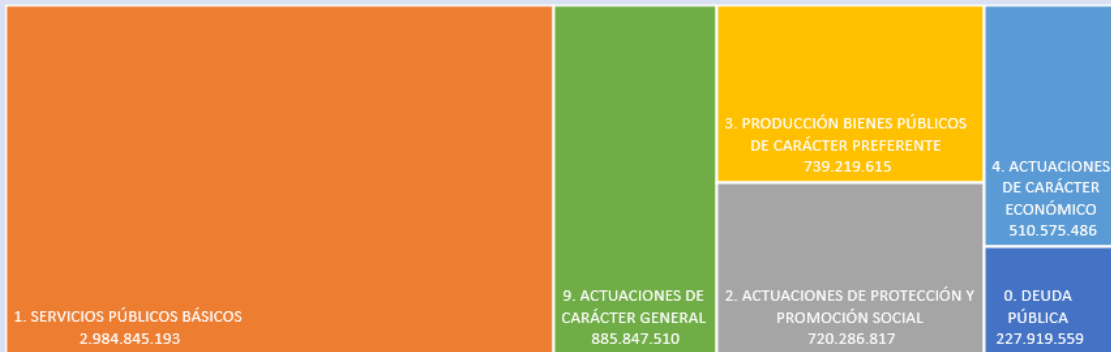 1. SERVICIOS PÚBLICOS BÁSICOS
2.984.845.193
9. ACTUACIONES DE
CARÁCTER GENERAL
885.847.510
3. PRODUCCIÓN BIENES PÚBLICOS
DE CARÁCTER PREFERENTE
739.219.615
2. ACTUACIONES DE PROTECCIÓN Y
PROMOCIÓN SOCIAL
720.286.817
4. ACTUACIONES
DE CARÁCTER
ECONÓMICO
510.575.486
0. DEUDA
PÚBLICA
227.919.559